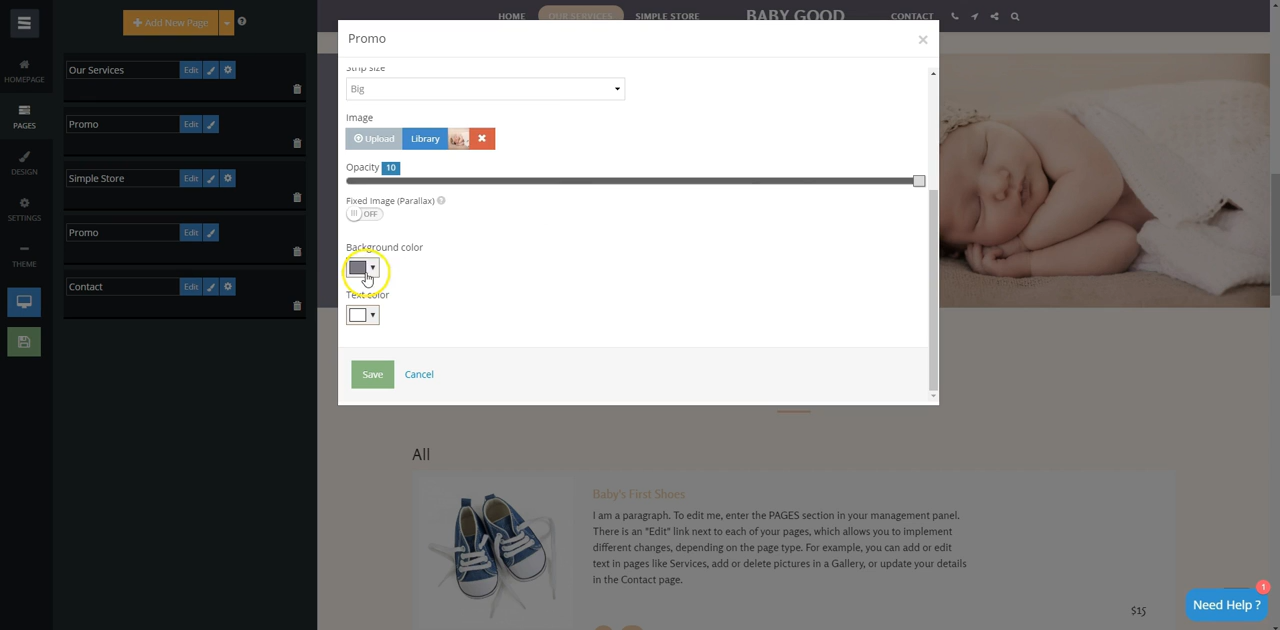 HOME
OUR SERVICES
SIMPLE STORE
BABY GOOD
CONTACT
Add New Page
HOMEPAGE
PAGES
DESIGN
SETTINGS
THEME
Our Services
Edit
Promo
Edit
Simple Store
Edit
Promo
Edit
Contact
Edit
Promo
Strip size
Big
Image
Upload
Library
Opacity 10
Fixed Image (Parallax)
OFF
Background color
Text color
Save
Cancel
All
Baby's First Shoes
I am a paragraph. To edit me, enter the PAGES section in your management panel.
There is an "Edit" link next to each of your pages, which allows you to implement
different changes, depending on the page type. For example, you can add or edit
text in pages like Services, add or delete pictures in a Gallery, or update your details
in the Contact page.
$15
Need Help ?
1